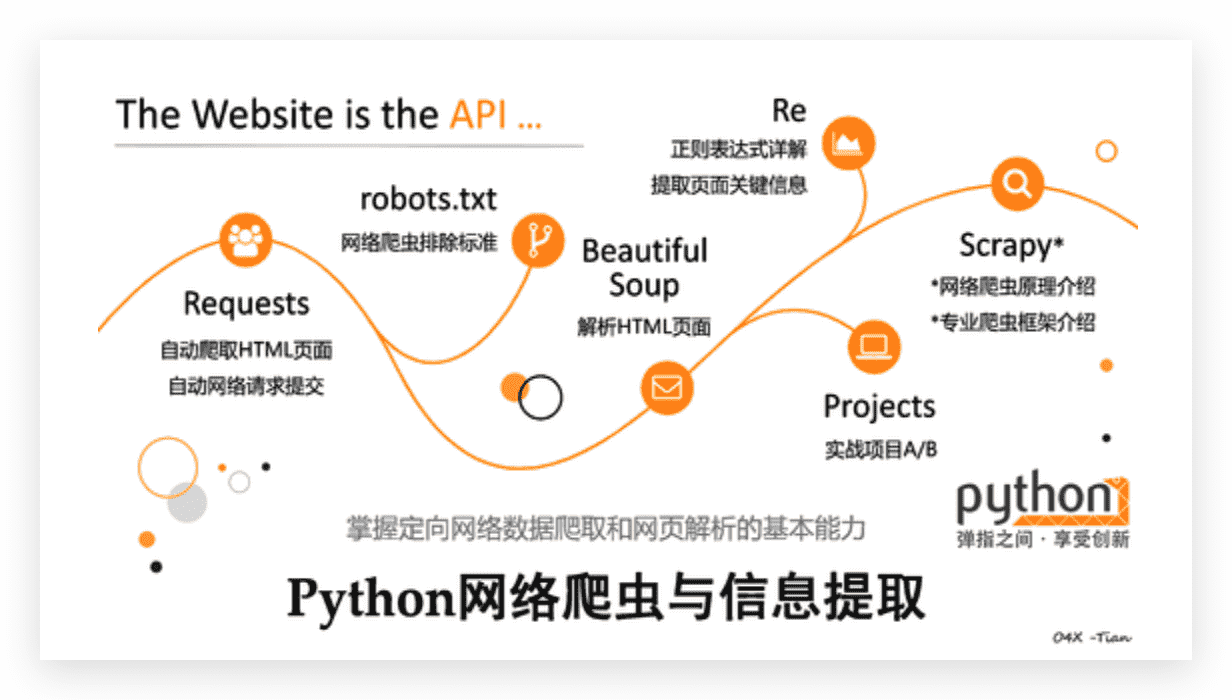 The Website is the API ...
Requests
自动爬取HTML页面
自动网络请求提交
robots.txt
网络爬虫排除标准
Beautiful
Soup
解析HTML页面
Re
正则表达式详解
提取页面关键信息
Projects
实战项目A/B
Scrapy*
*网络爬虫原理介绍
*专业爬虫框架介绍
python
弹指之间·享受创新
掌握定向网络数据爬取和网页解析的基本能力
Python网络爬虫与信息提取
04X -Tian